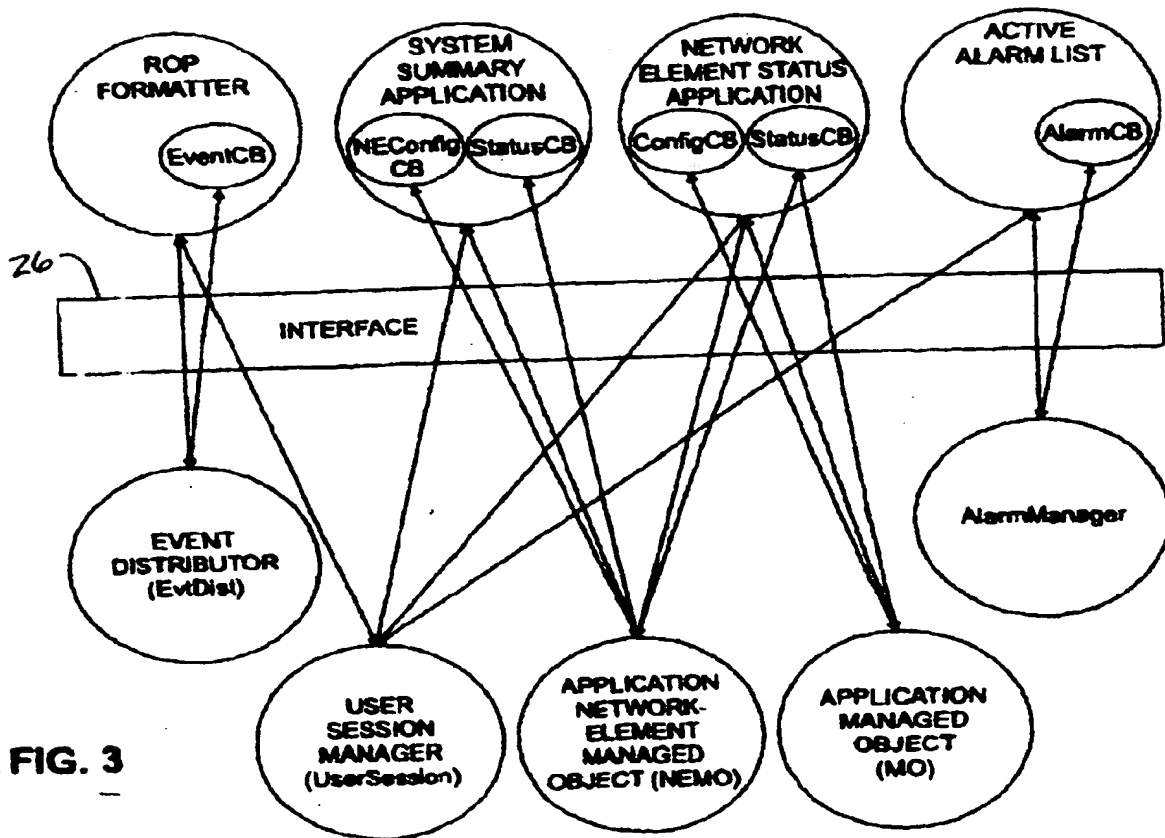 ROP
FORMATTER
EventCB
SYSTEM
SUMMARY
APPLICATION
NEConfig
CB
StatusCB
NETWORK
ELEMENT STATUS
APPLICATION
ConfigCB
StatusCB
ACTIVE
ALARM LIST
AlarmCB
26
INTERFACE
EVENT
DISTRIBUTOR
(EvtDist)
AlarmManager
USER
SESSION
MANAGER
(UserSession)
APPLICATION
NETWORK-
ELEMENT
MANAGED
OBJECT (NEMO)
APPLICATION
MANAGED
OBJECT
(MO)
FIG. 3